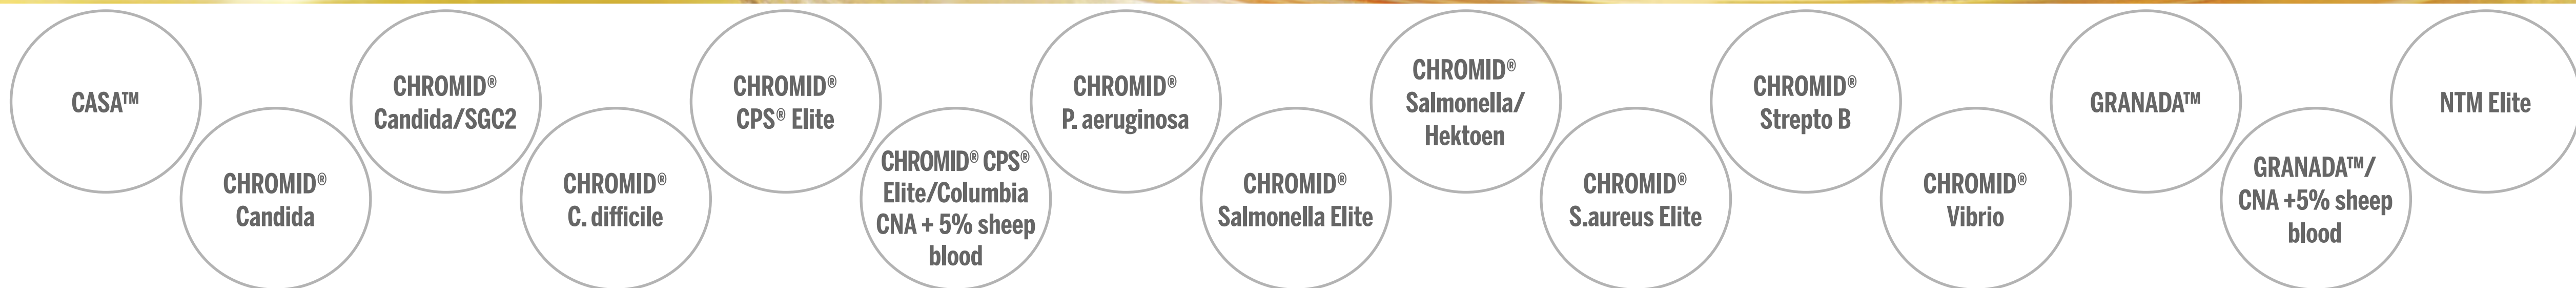 CASA™
CHROMID®
Candida
CHROMID®
Candida/SGC2
CHROMID®
C. difficile
CHROMID®
CPS® Elite
CHROMID® CPS®
Elite/Columbia
CNA + 5% sheep
blood
CHROMID®
P. aeruginosa
CHROMID®
Salmonella Elite
CHROMID®
Salmonella/
Hektoen
CHROMID®
S.aureus Elite
CHROMID®
Strepto B
CHROMID®
Vibrio
GRANADA™
GRANADA™/
CNA +5% sheep
blood
NTM Elite